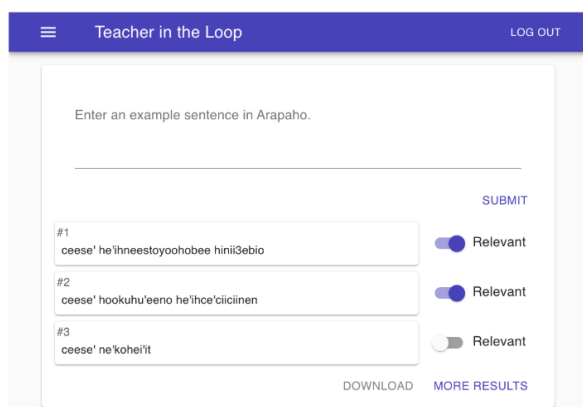 Teacher in the Loop LOG OUT
Enter an example sentence in Arapaho.
SUBMIT
#1
ceese' he'ihneestoyoohobee hinii3ebio
Relevant
#2
ceese' hookuhu'eeno he'ihce'ciiciinen
Relevant
#3
ceese' ne'kohei'it
Relevant
DOWNLOAD MORE RESULTS